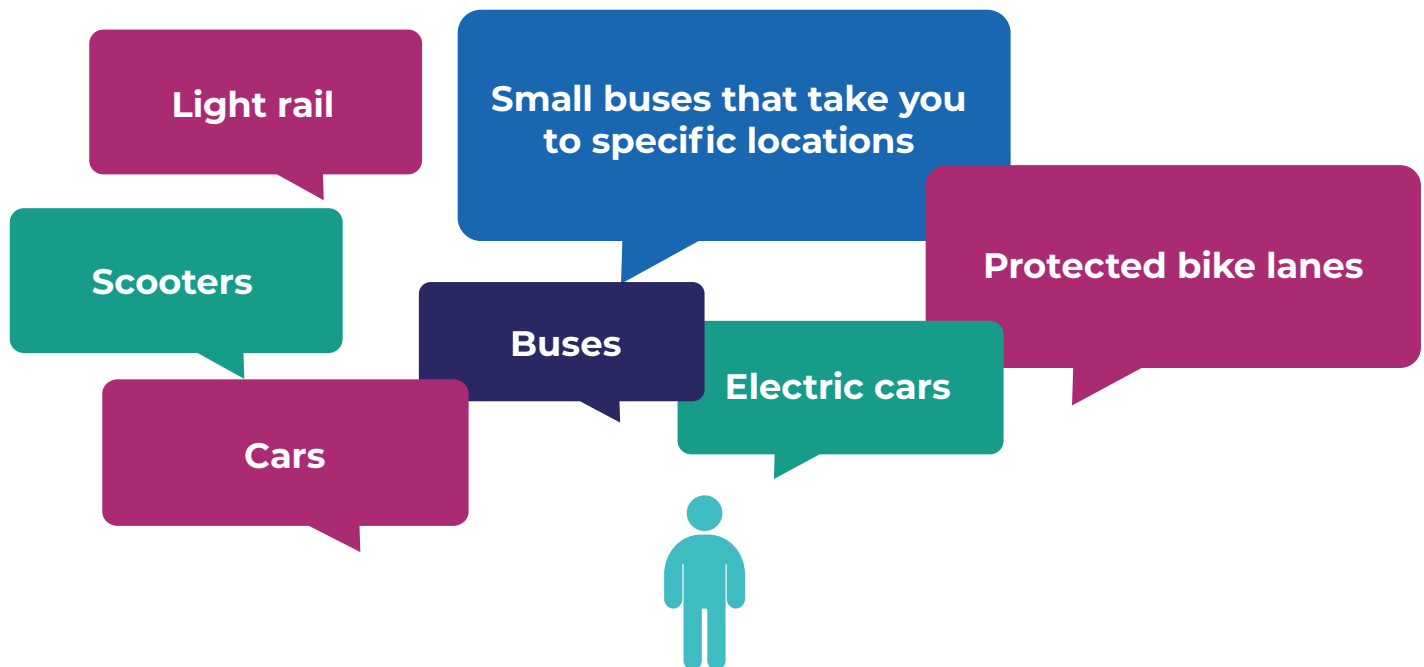 Light rail
Small buses that take you
to specific locations
Protected bike lanes
Scooters
Buses
Electric cars
Cars